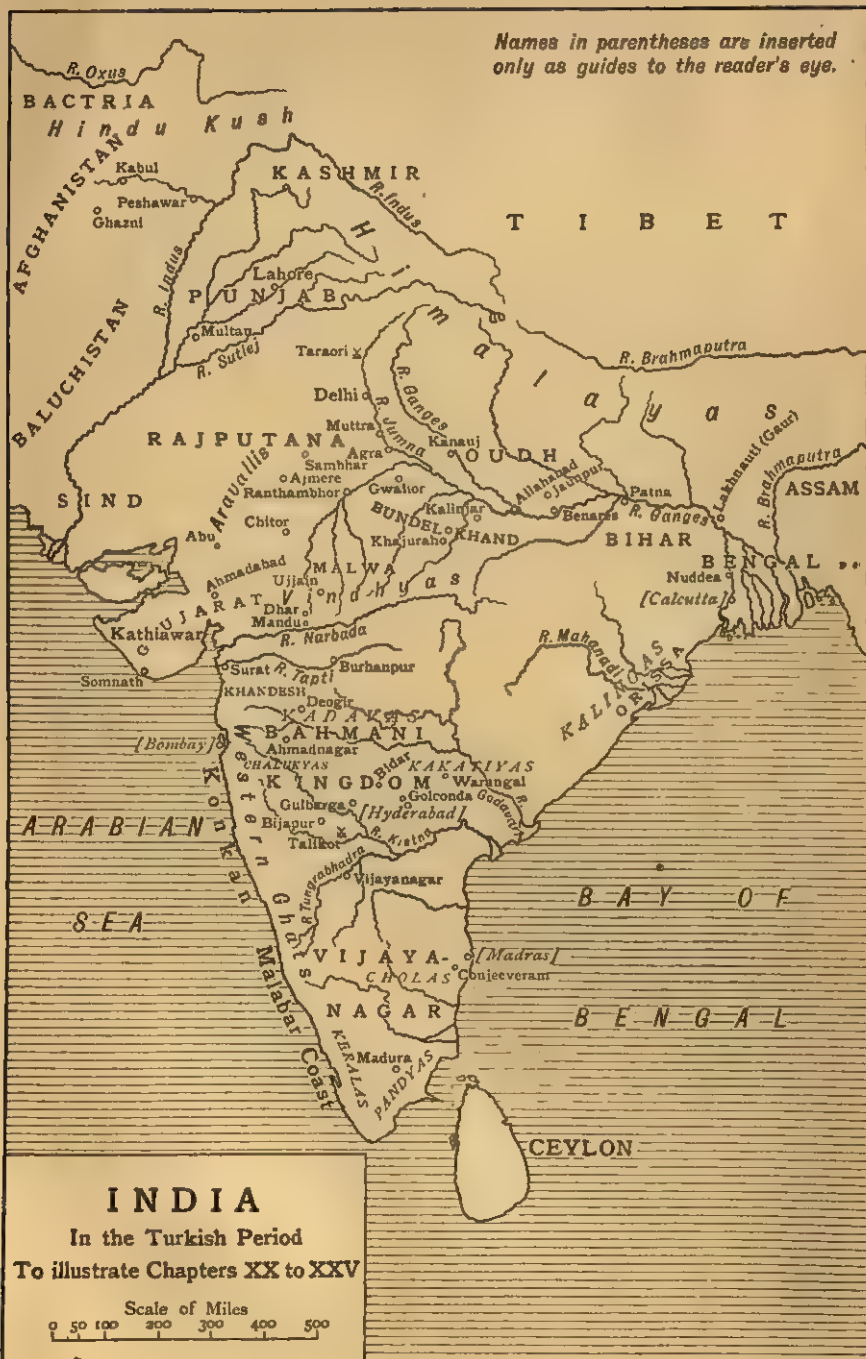 Names in parentheses are inserted
only as guides to the reader's eye.
R. Oxus
BACTRIA
Hindu Kush
AFGHANISTAN
Kabul
Peshawar
Ghazni
KASHMIR
R. Indus
TIBET
R. Indus
Himalayas
Lahore
PUNJAB
Multan
R. Sutlej
BALUCHISTAN
Taraori
Delhi
R. Ganges
R. Jumna
R. Brahmaputra
Muttra
RAJPUTANA
Agra
Kanauj
OUDH
Sambhar
Ajmere
Ranthambhor
Gwalior
Kalinjar
Allahabad
Jaunpur
Benares
Patna
R. Ganges
Lakhnauti (Gaur)
R. Brahmaputra
ASSAM
SIND
Aravallis
Abu
Chitor
BUNDEL
KHAND
Khajuraho
BIHAR
BENGAL
Ahmadabad
MALWA
Ujjain
Vindhyas
Nuddea
[Calcutta]
GUJARAT
Dhar
Mandu
Kathiawar
R. Narbada
Somnath
Surat
R. Tapti
Burhanpur
R. Mahanadi
KALINGAS
ORISSA
KHANDESH
Deogir
KADAVAS
BAHMANI
[Bombay]
Ahmadnagar
CHALUKYAS
Bidar
KAKATIYAS
KINGDOM
Warangal
Gulbarga
Golconda
[Hyderabad]
R. Godavari
Bijapur
Talikot
R. Kistna
Western Ghats
Konkan
ARABIAN
SEA
R. Tungrabhadra
Vijayanagar
BAY OF
BENGAL
VIJAYA-
NAGAR
[Madras]
CHOLAS
Conjeeveram
Malabar Coast
KERALAS
Madura
PANDYAS
CEYLON
INDIA
In the Turkish Period
To illustrate Chapters XX to XXV
Scale of Miles
0 50 100 200 300 400 500